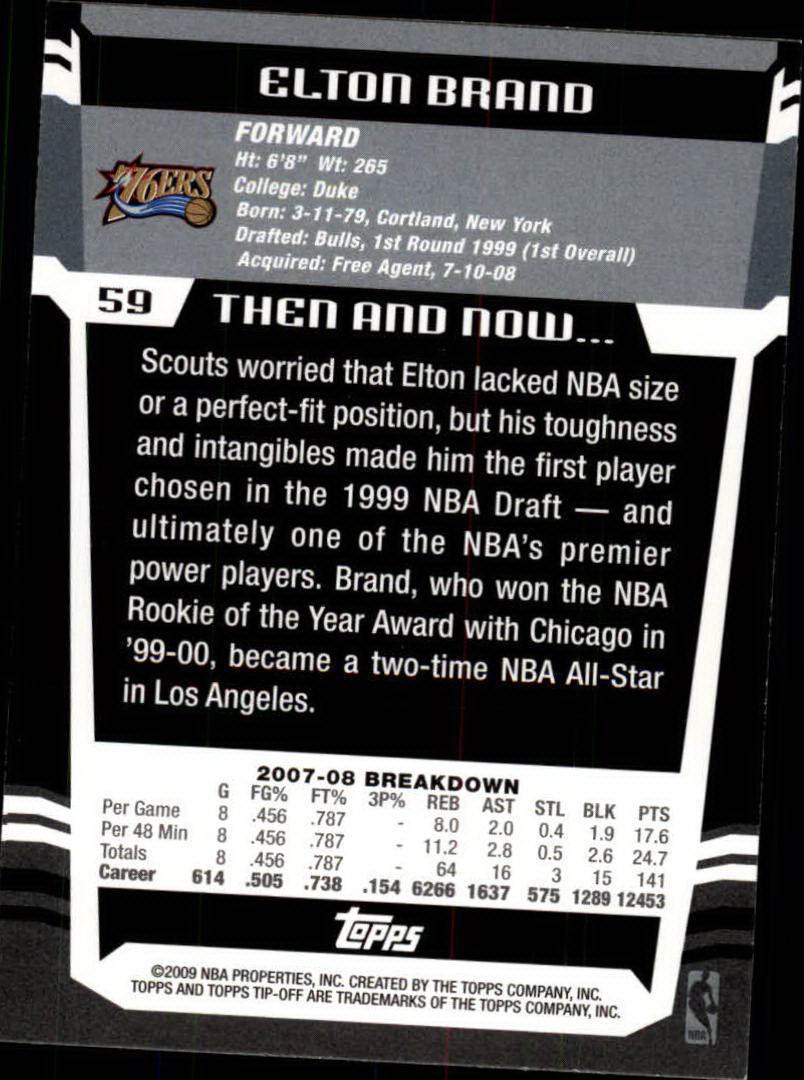 ELTON BRAND
76ERS
FORWARD
Ht: 6'8" Wt: 265
College: Duke
Born: 3-11-79, Cortland, New York
Drafted: Bulls, 1st Round 1999 (1st Overall)
Acquired: Free Agent, 7-10-08
59 THEN AND NOW...
Scouts worried that Elton lacked NBA size
or a perfect-fit position, but his toughness
and intangibles made him the first player
chosen in the 1999 NBA Draft — and
ultimately one of the NBA's premier
power players. Brand, who won the NBA
Rookie of the Year Award with Chicago in
'99-00, became a two-time NBA All-Star
in Los Angeles.
2007-08 BREAKDOWN
G FG% FT% 3P% REB AST STL BLK PTS
Per Game 8 .456 .787 - 8.0 2.0 0.4 1.9 17.6
Per 48 Min 8 .456 .787 - 11.2 2.8 0.5 2.6 24.7
Totals 8 .456 .787 - 64 16 3 15 141
Career 614 .505 .738 .154 6266 1637 575 1289 12453
topps
©2009 NBA PROPERTIES, INC. CREATED BY THE TOPPS COMPANY, INC.
TOPPS AND TOPPS TIP-OFF ARE TRADEMARKS OF THE TOPPS COMPANY, INC.
NBA